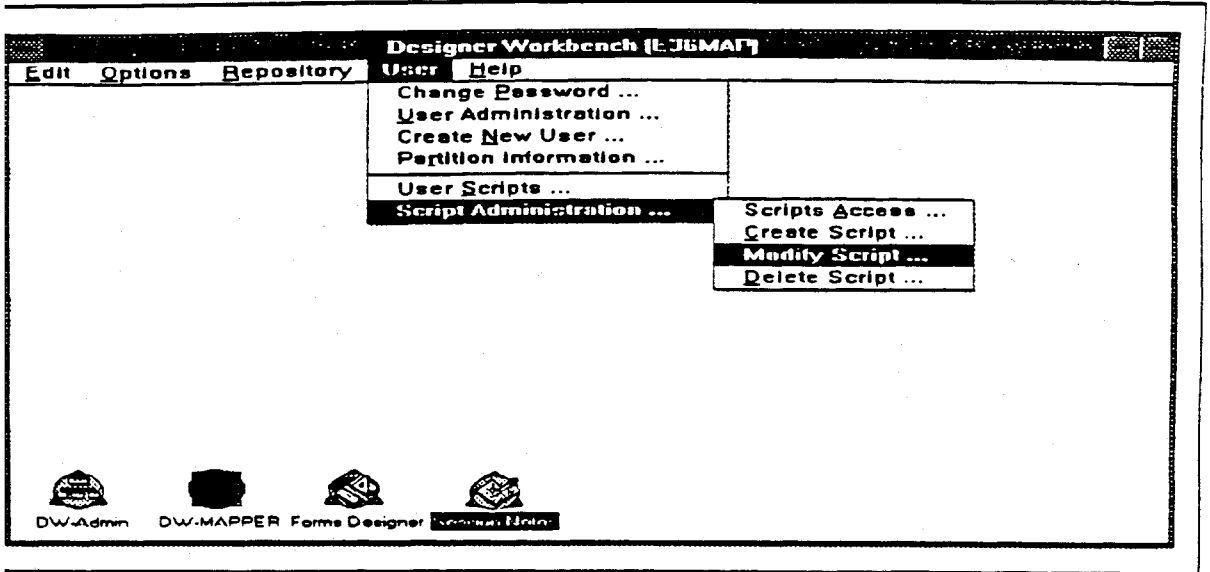 Designer Workbench
Edit Options Repository User Help
Change Password ...
User Administration ...
Create New User ...
Partition Information ...
User Scripts ...
Script Administration ...
Scripts Access ...
Create Script ...
Modify Script ...
Delete Script ...
DW-Admin DW-MAPPER Forms Designer